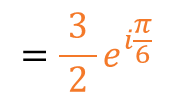 = 3/2 e^{iπ/6}